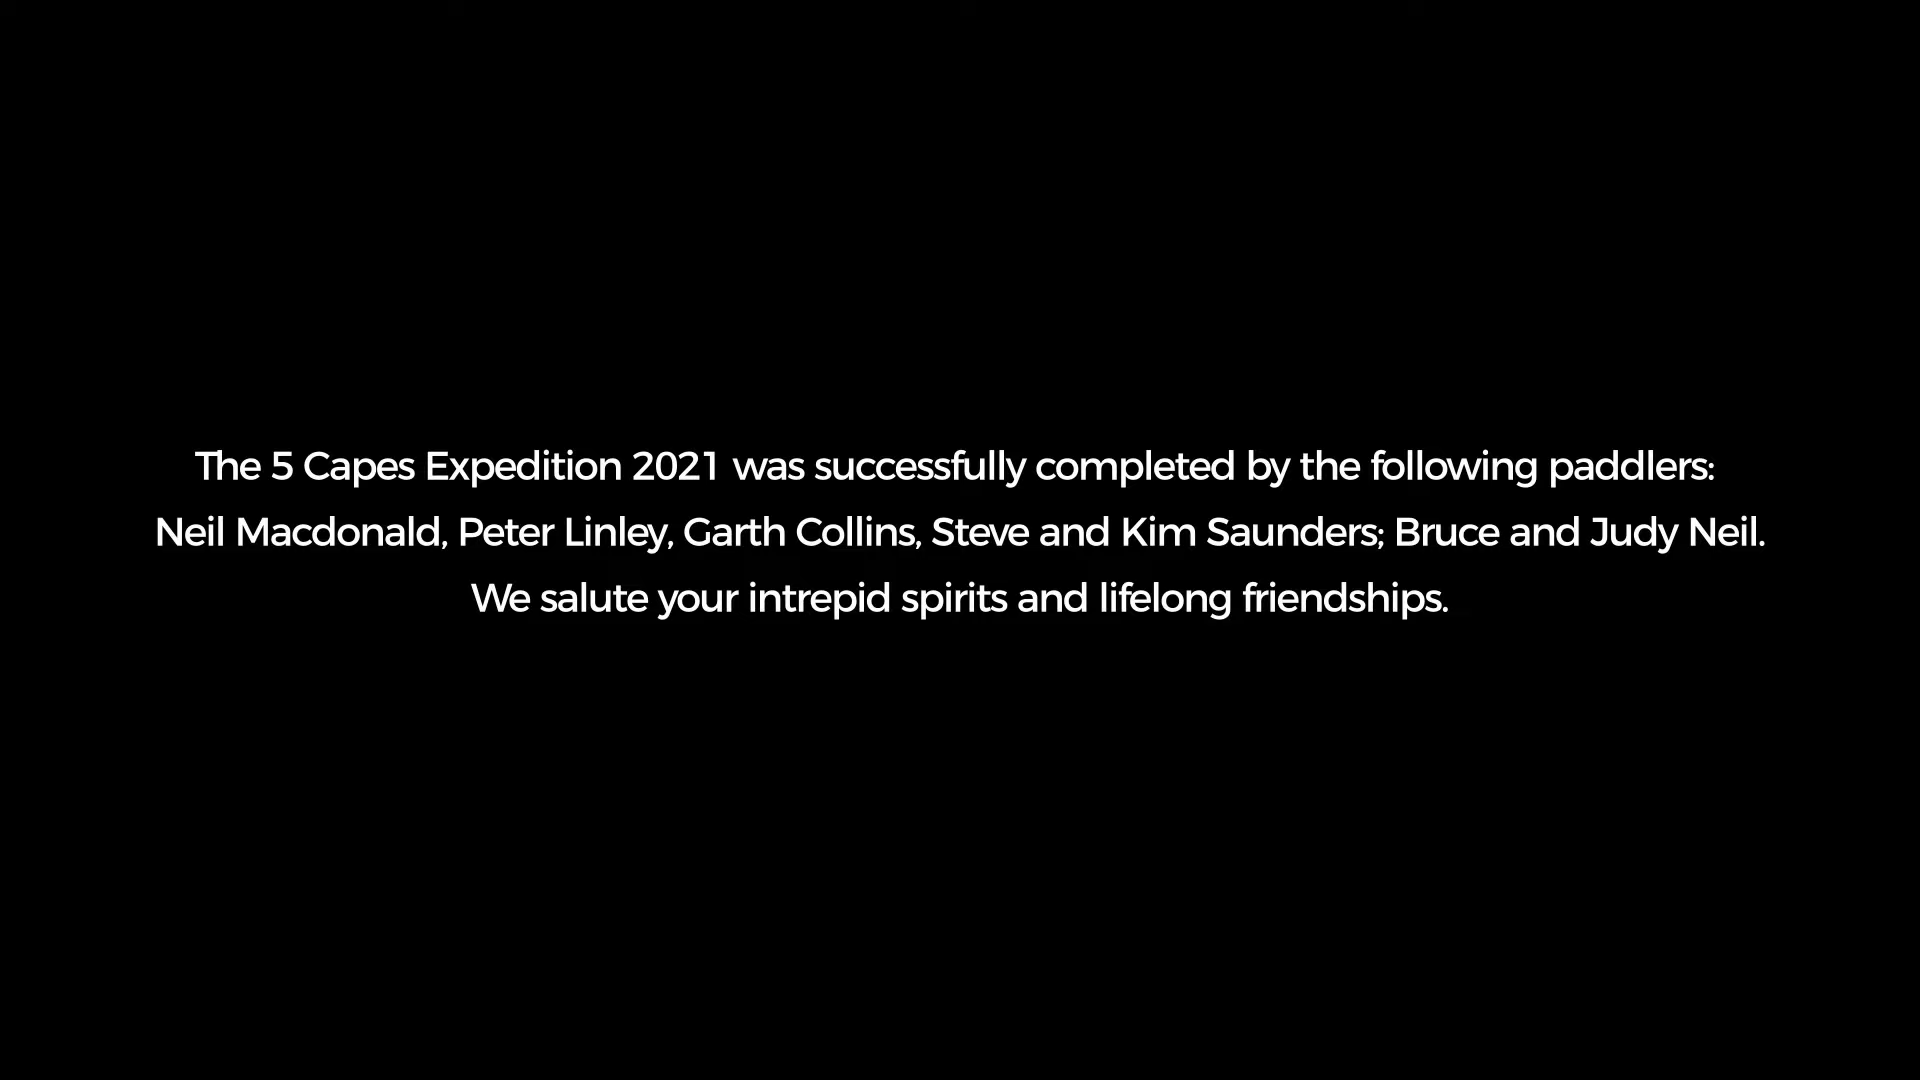 The 5 Capes Expedition 2021 was successfully completed by the following paddlers:
Neil Macdonald, Peter Linley, Garth Collins, Steve and Kim Saunders; Bruce and Judy Neil.
We salute your intrepid spirits and lifelong friendships.